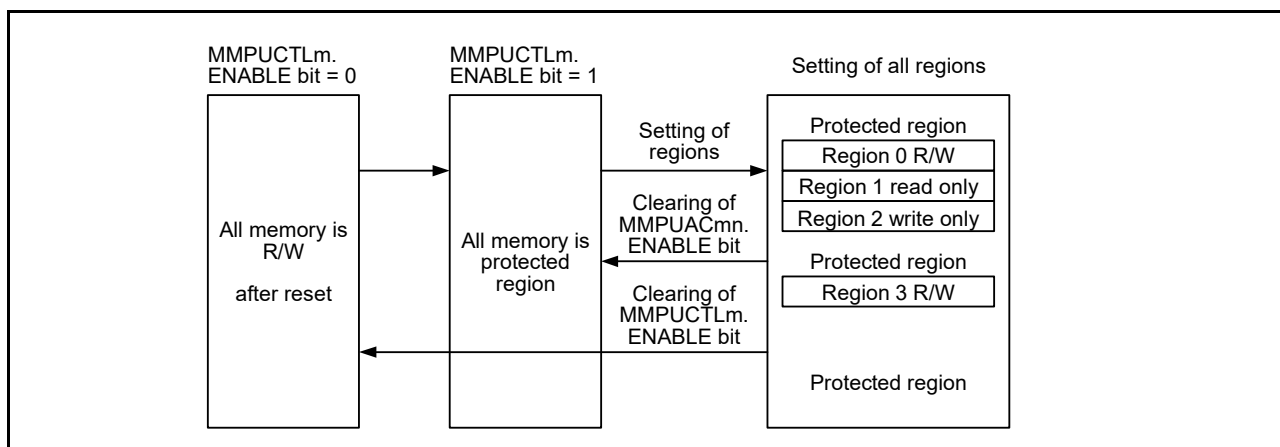 MMPUCTLm.
ENABLE bit = 0
All memory is
R/W
after reset
MMPUCTLm.
ENABLE bit = 1
All memory is
protected
region
Setting of
regions
Clearing of
MMPUACmn.
ENABLE bit
Clearing of
MMPUCTLm.
ENABLE bit
Setting of all regions
Protected region
Region 0 R/W
Region 1 read only
Region 2 write only
Protected region
Region 3 R/W
Protected region